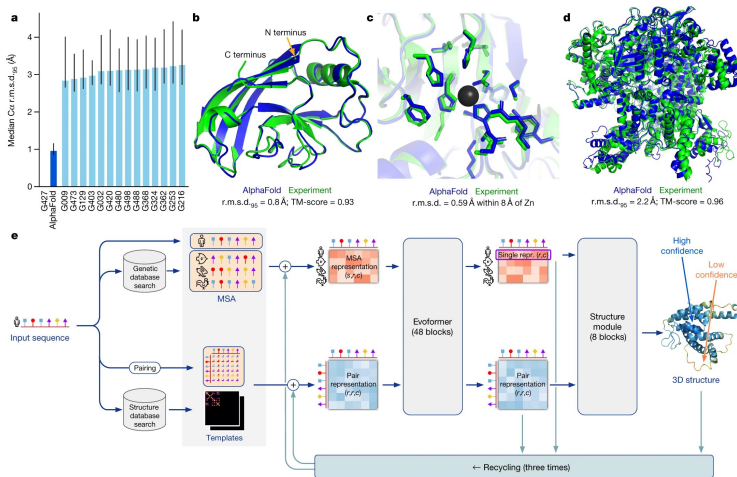 a
Median Cα r.m.s.d.95 (Å)
4
3
2
1
0
G427
AlphaFold
G009
G473
G129
G403
G032
G420
G480
G498
G488
G368
G324
G362
G253
G216
b
N terminus
C terminus
AlphaFold Experiment
r.m.s.d.95 = 0.8 Å; TM-score = 0.93
c
AlphaFold Experiment
r.m.s.d. = 0.59 Å within 8 Å of Zn
d
AlphaFold Experiment
r.m.s.d.95 = 2.2 Å; TM-score = 0.96
e
Input sequence
Genetic
database
search
MSA
Pairing
Structure
database
search
Templates
+
+
MSA
representation
(s,r,c)
Pair
representation
(r,r,c)
Evoformer
(48 blocks)
Single repr. (r,c)
Pair
representation
(r,r,c)
Structure
module
(8 blocks)
High
confidence
Low
confidence
3D structure
← Recycling (three times)